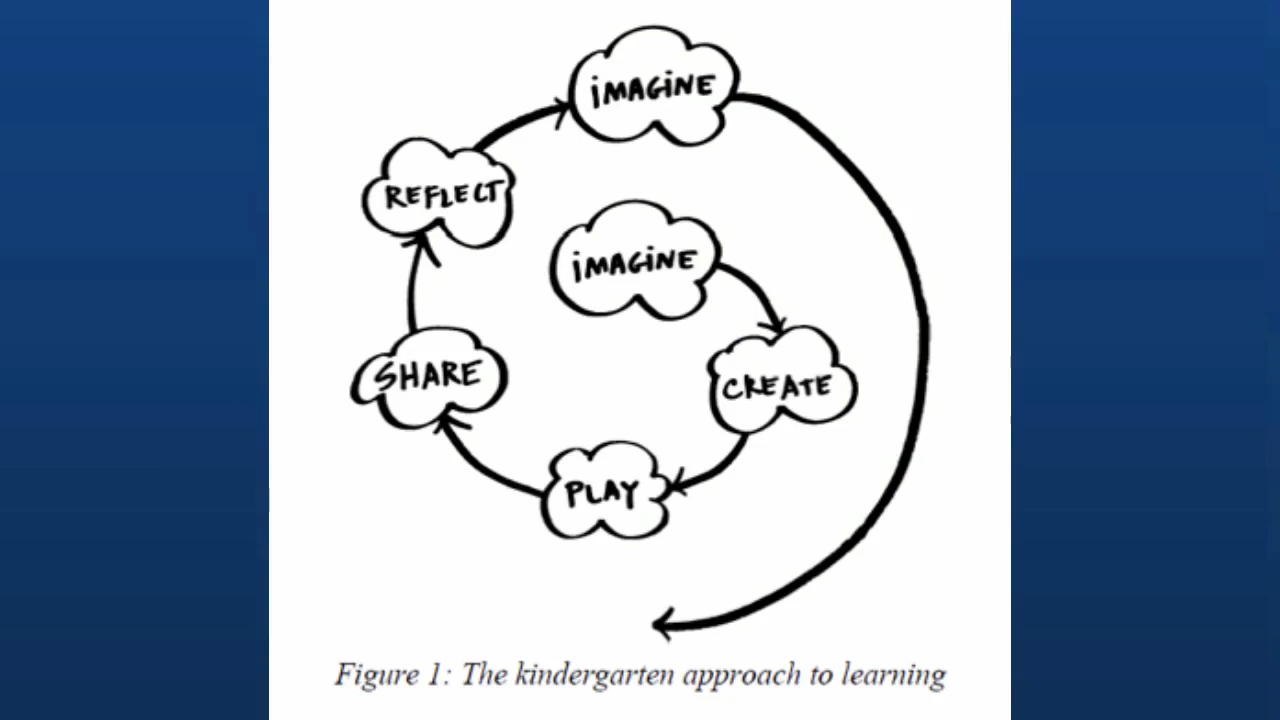 iMAGiNE
REFLECT
iMAGiNE
SHARE
CREATE
PLAY
Figure 1: The kindergarten approach to learning